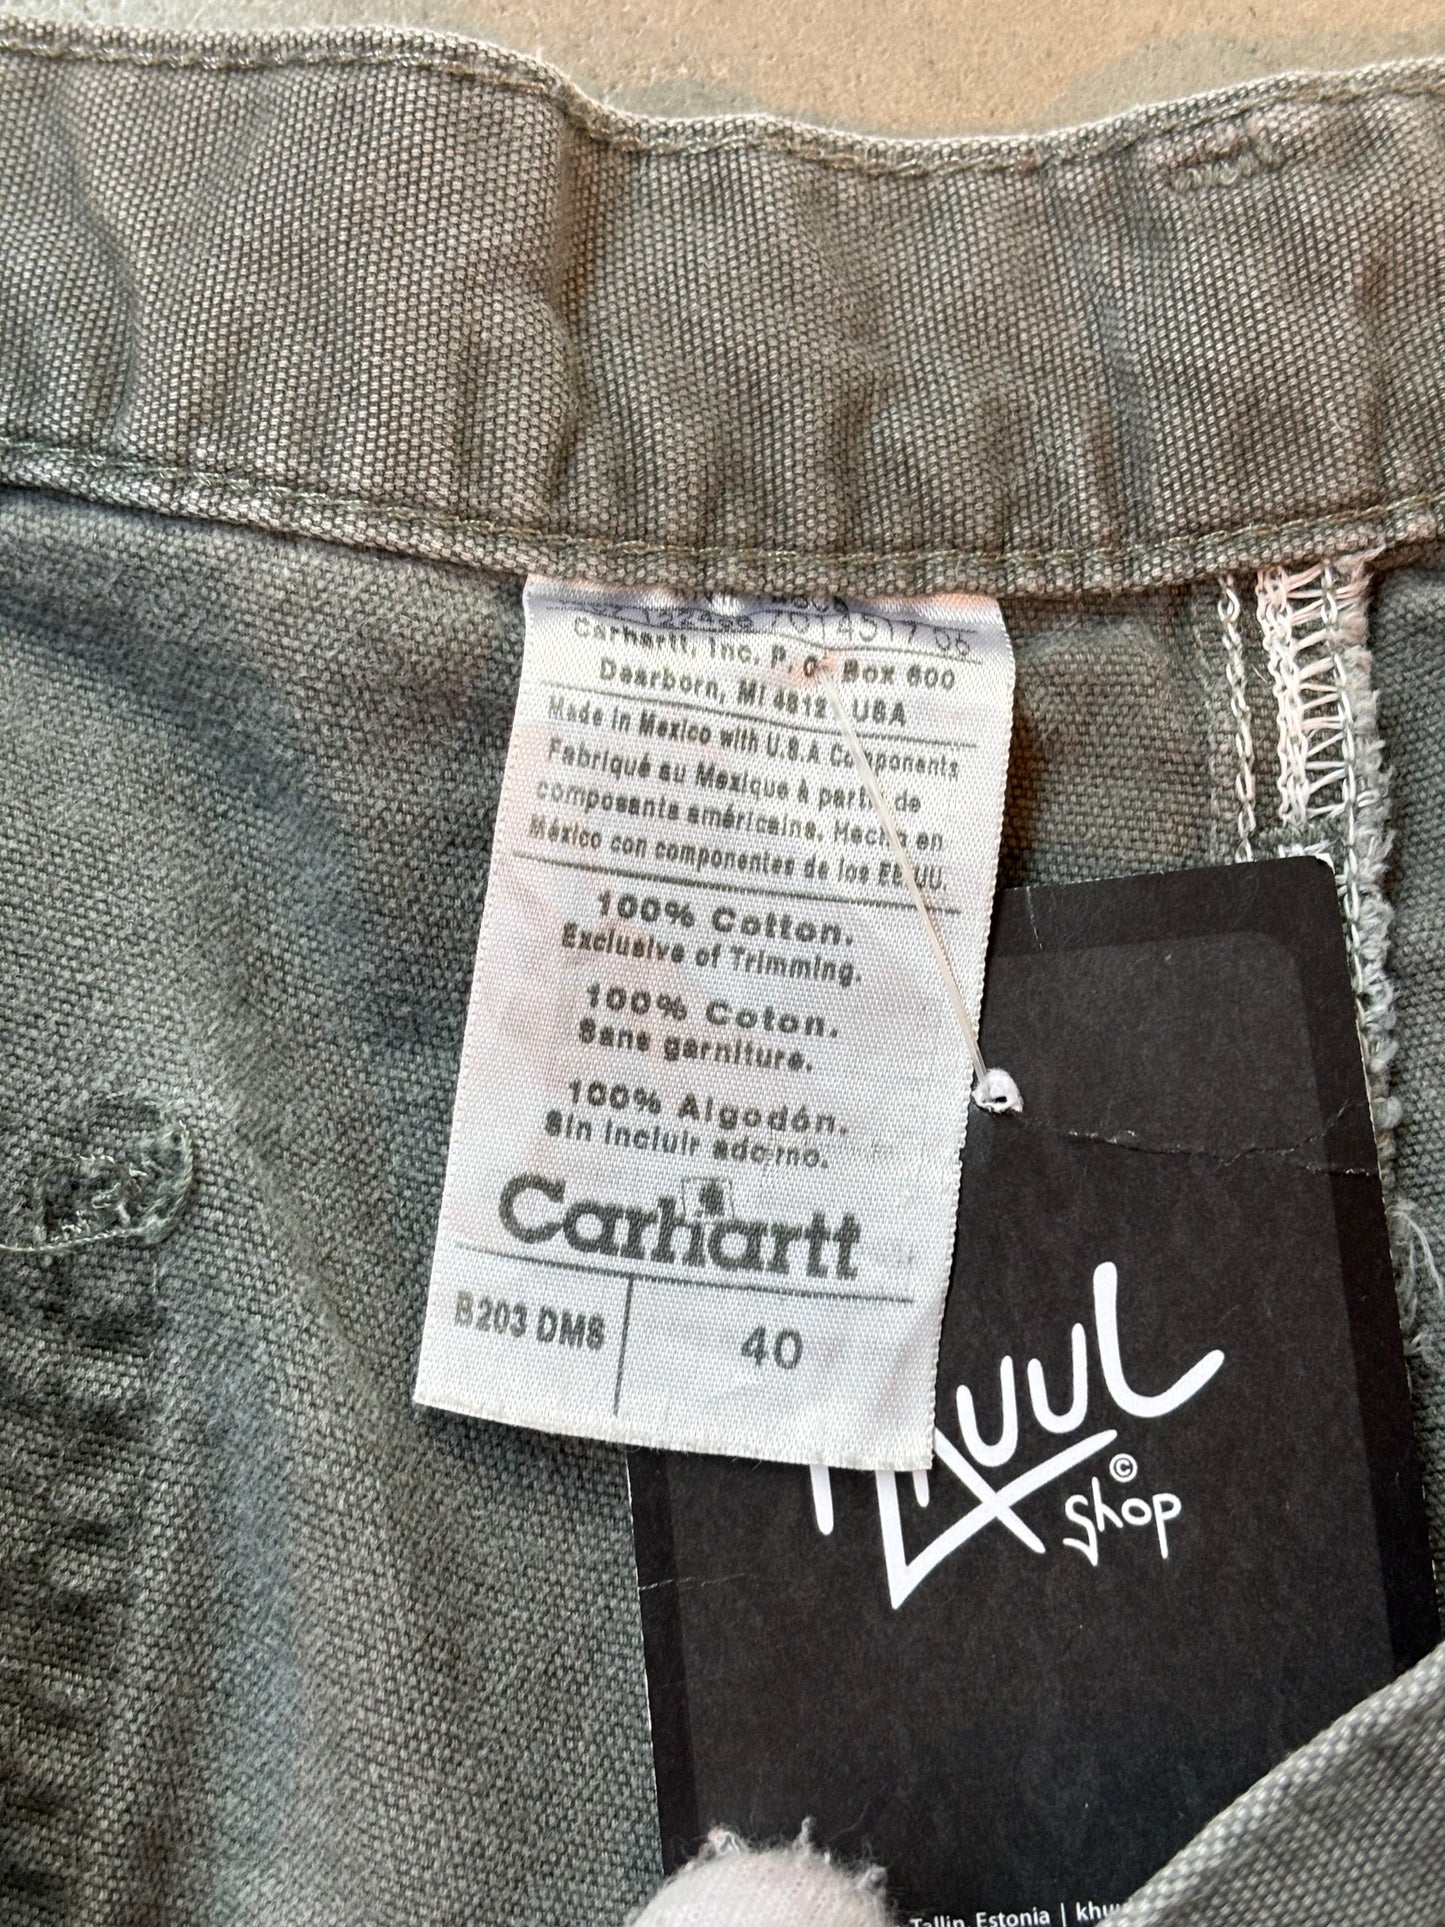 Carhartt, Inc. P. O. Box 600
Dearborn, MI 4812 USA
Made in Mexico with U.S.A Components
Fabriqué au Mexique à partir de
composants américains. Hecho en
México con componentes de los EE.UU.
100% Cotton.
Exclusive of Trimming.
100% Coton.
Sans garniture.
100% Algodón.
Sin incluir adorno.
Carhartt
B203 DMS
40
KHUUL
© shop
Tallin, Estonia |